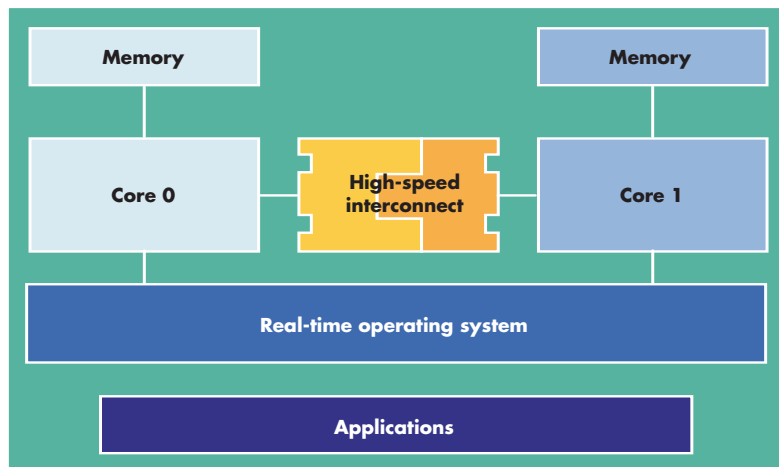 Memory
Memory
Core 0
High-speed
interconnect
Core 1
Real-time operating system
Applications